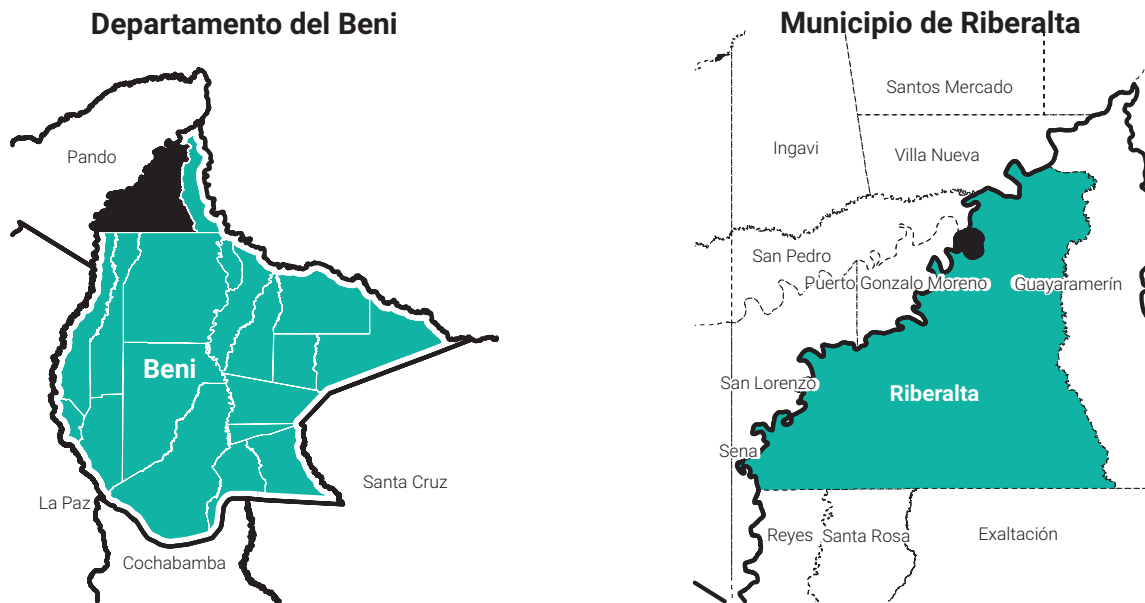 Departamento del Beni
Pando
Beni
La Paz
Santa Cruz
Cochabamba
Municipio de Riberalta
Santos Mercado
Ingavi
Villa Nueva
San Pedro
Puerto Gonzalo Moreno
Guayaramerín
San Lorenzo
Riberalta
Sena
Reyes
Santa Rosa
Exaltación